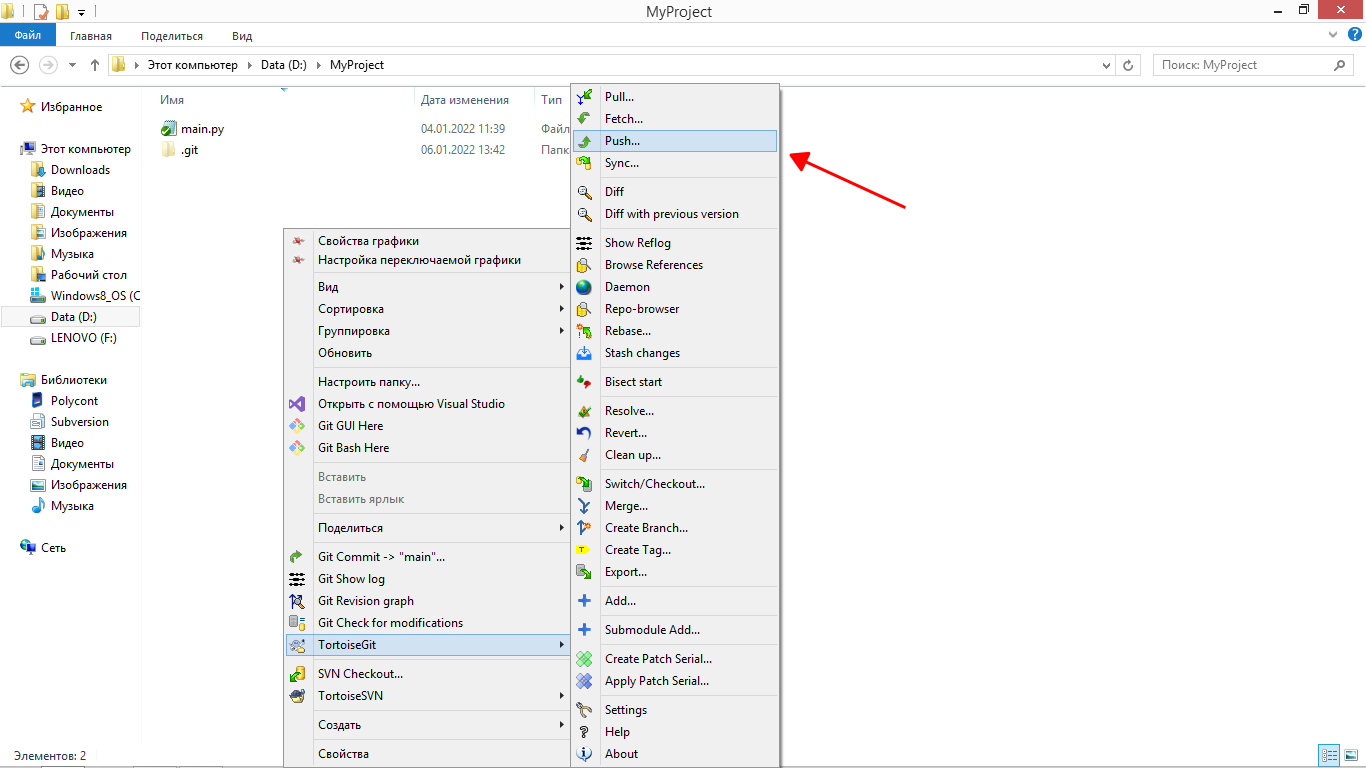 MyProject
Файл Главная Поделиться Вид
Этот компьютер Data (D:) MyProject
Поиск: MyProject
Избранное
Этот компьютер
Downloads
Видео
Документы
Изображения
Музыка
Рабочий стол
Windows8_OS (C
Data (D:)
LENOVO (F:)
Библиотеки
Polycont
Subversion
Видео
Документы
Изображения
Музыка
Сеть
Имя Дата изменения Тип
main.py 04.01.2022 11:39 Файл
.git 06.01.2022 13:42 Папк
Свойства графики
Настройка переключаемой графики
Вид
Сортировка
Группировка
Обновить
Настроить папку...
Открыть с помощью Visual Studio
Git GUI Here
Git Bash Here
Вставить
Вставить ярлык
Поделиться
Git Commit -> "main"...
Git Show log
Git Revision graph
Git Check for modifications
TortoiseGit
SVN Checkout...
TortoiseSVN
Создать
Свойства
Pull...
Fetch...
Push...
Sync...
Diff
Diff with previous version
Show Reflog
Browse References
Daemon
Repo-browser
Rebase...
Stash changes
Bisect start
Resolve...
Revert...
Clean up...
Switch/Checkout...
Merge...
Create Branch...
Create Tag...
Export...
Add...
Submodule Add...
Create Patch Serial...
Apply Patch Serial...
Settings
Help
About
Элементов: 2